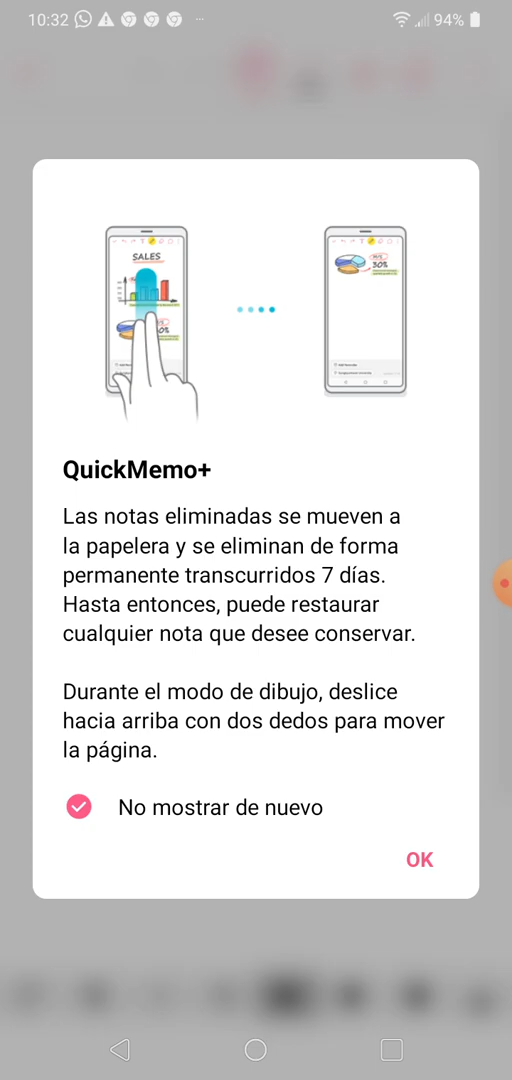 10:32
94%
SALES
30%
QuickMemo+
Las notas eliminadas se mueven a
la papelera y se eliminan de forma
permanente transcurridos 7 días.
Hasta entonces, puede restaurar
cualquier nota que desee conservar.
Durante el modo de dibujo, deslice
hacia arriba con dos dedos para mover
la página.
No mostrar de nuevo
OK